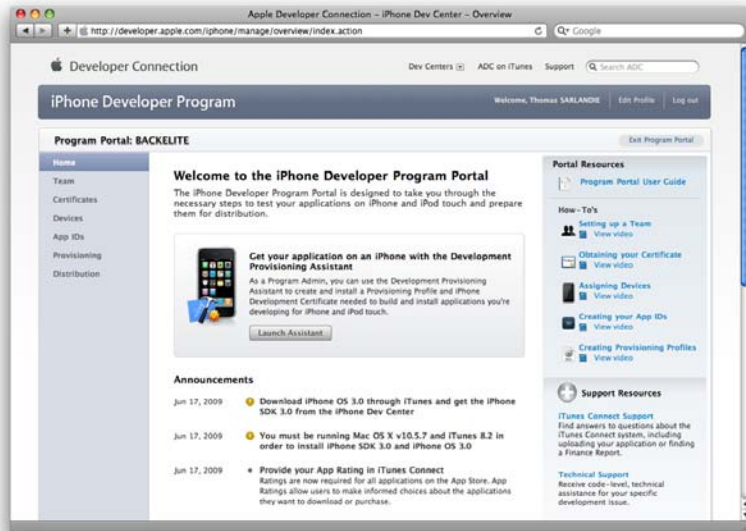 Apple Developer Connection – iPhone Dev Center – Overview
http://developer.apple.com/iphone/manage/overview/index.action
Google
Developer Connection
Dev Centers
ADC on iTunes
Support
Search ADC
iPhone Developer Program
Welcome, Thomas SARLANDIE
Edit Profile
Log out
Program Portal: BACKELITE
Exit Program Portal
Home
Team
Certificates
Devices
App IDs
Provisioning
Distribution
Welcome to the iPhone Developer Program Portal
The iPhone Developer Program Portal is designed to take you through the
necessary steps to test your applications on iPhone and iPod touch and prepare
them for distribution.
Get your application on an iPhone with the Development
Provisioning Assistant
As a Program Admin, you can use the Development Provisioning
Assistant to create and install a Provisioning Profile and iPhone
Development Certificate needed to build and install applications you're
developing for iPhone and iPod touch.
Launch Assistant
Announcements
Jun 17, 2009
Download iPhone OS 3.0 through iTunes and get the iPhone
SDK 3.0 from the iPhone Dev Center
Jun 17, 2009
You must be running Mac OS X v10.5.7 and iTunes 8.2 in
order to install iPhone SDK 3.0 and iPhone OS 3.0
Jun 17, 2009
Provide your App Rating in iTunes Connect
Ratings are now required for all applications on the App Store. App
Ratings allow users to make informed choices about the applications
they want to download or purchase.
Portal Resources
Program Portal User Guide
How-To's
Setting up a Team
View video
Obtaining your Certificate
View video
Assigning Devices
View video
Creating your App IDs
View video
Creating Provisioning Profiles
View video
Support Resources
iTunes Connect Support
Find answers to questions about the
iTunes Connect system, including
uploading your application or finding
a Finance Report.
Technical Support
Receive code-level, technical
assistance for your specific
development issue.